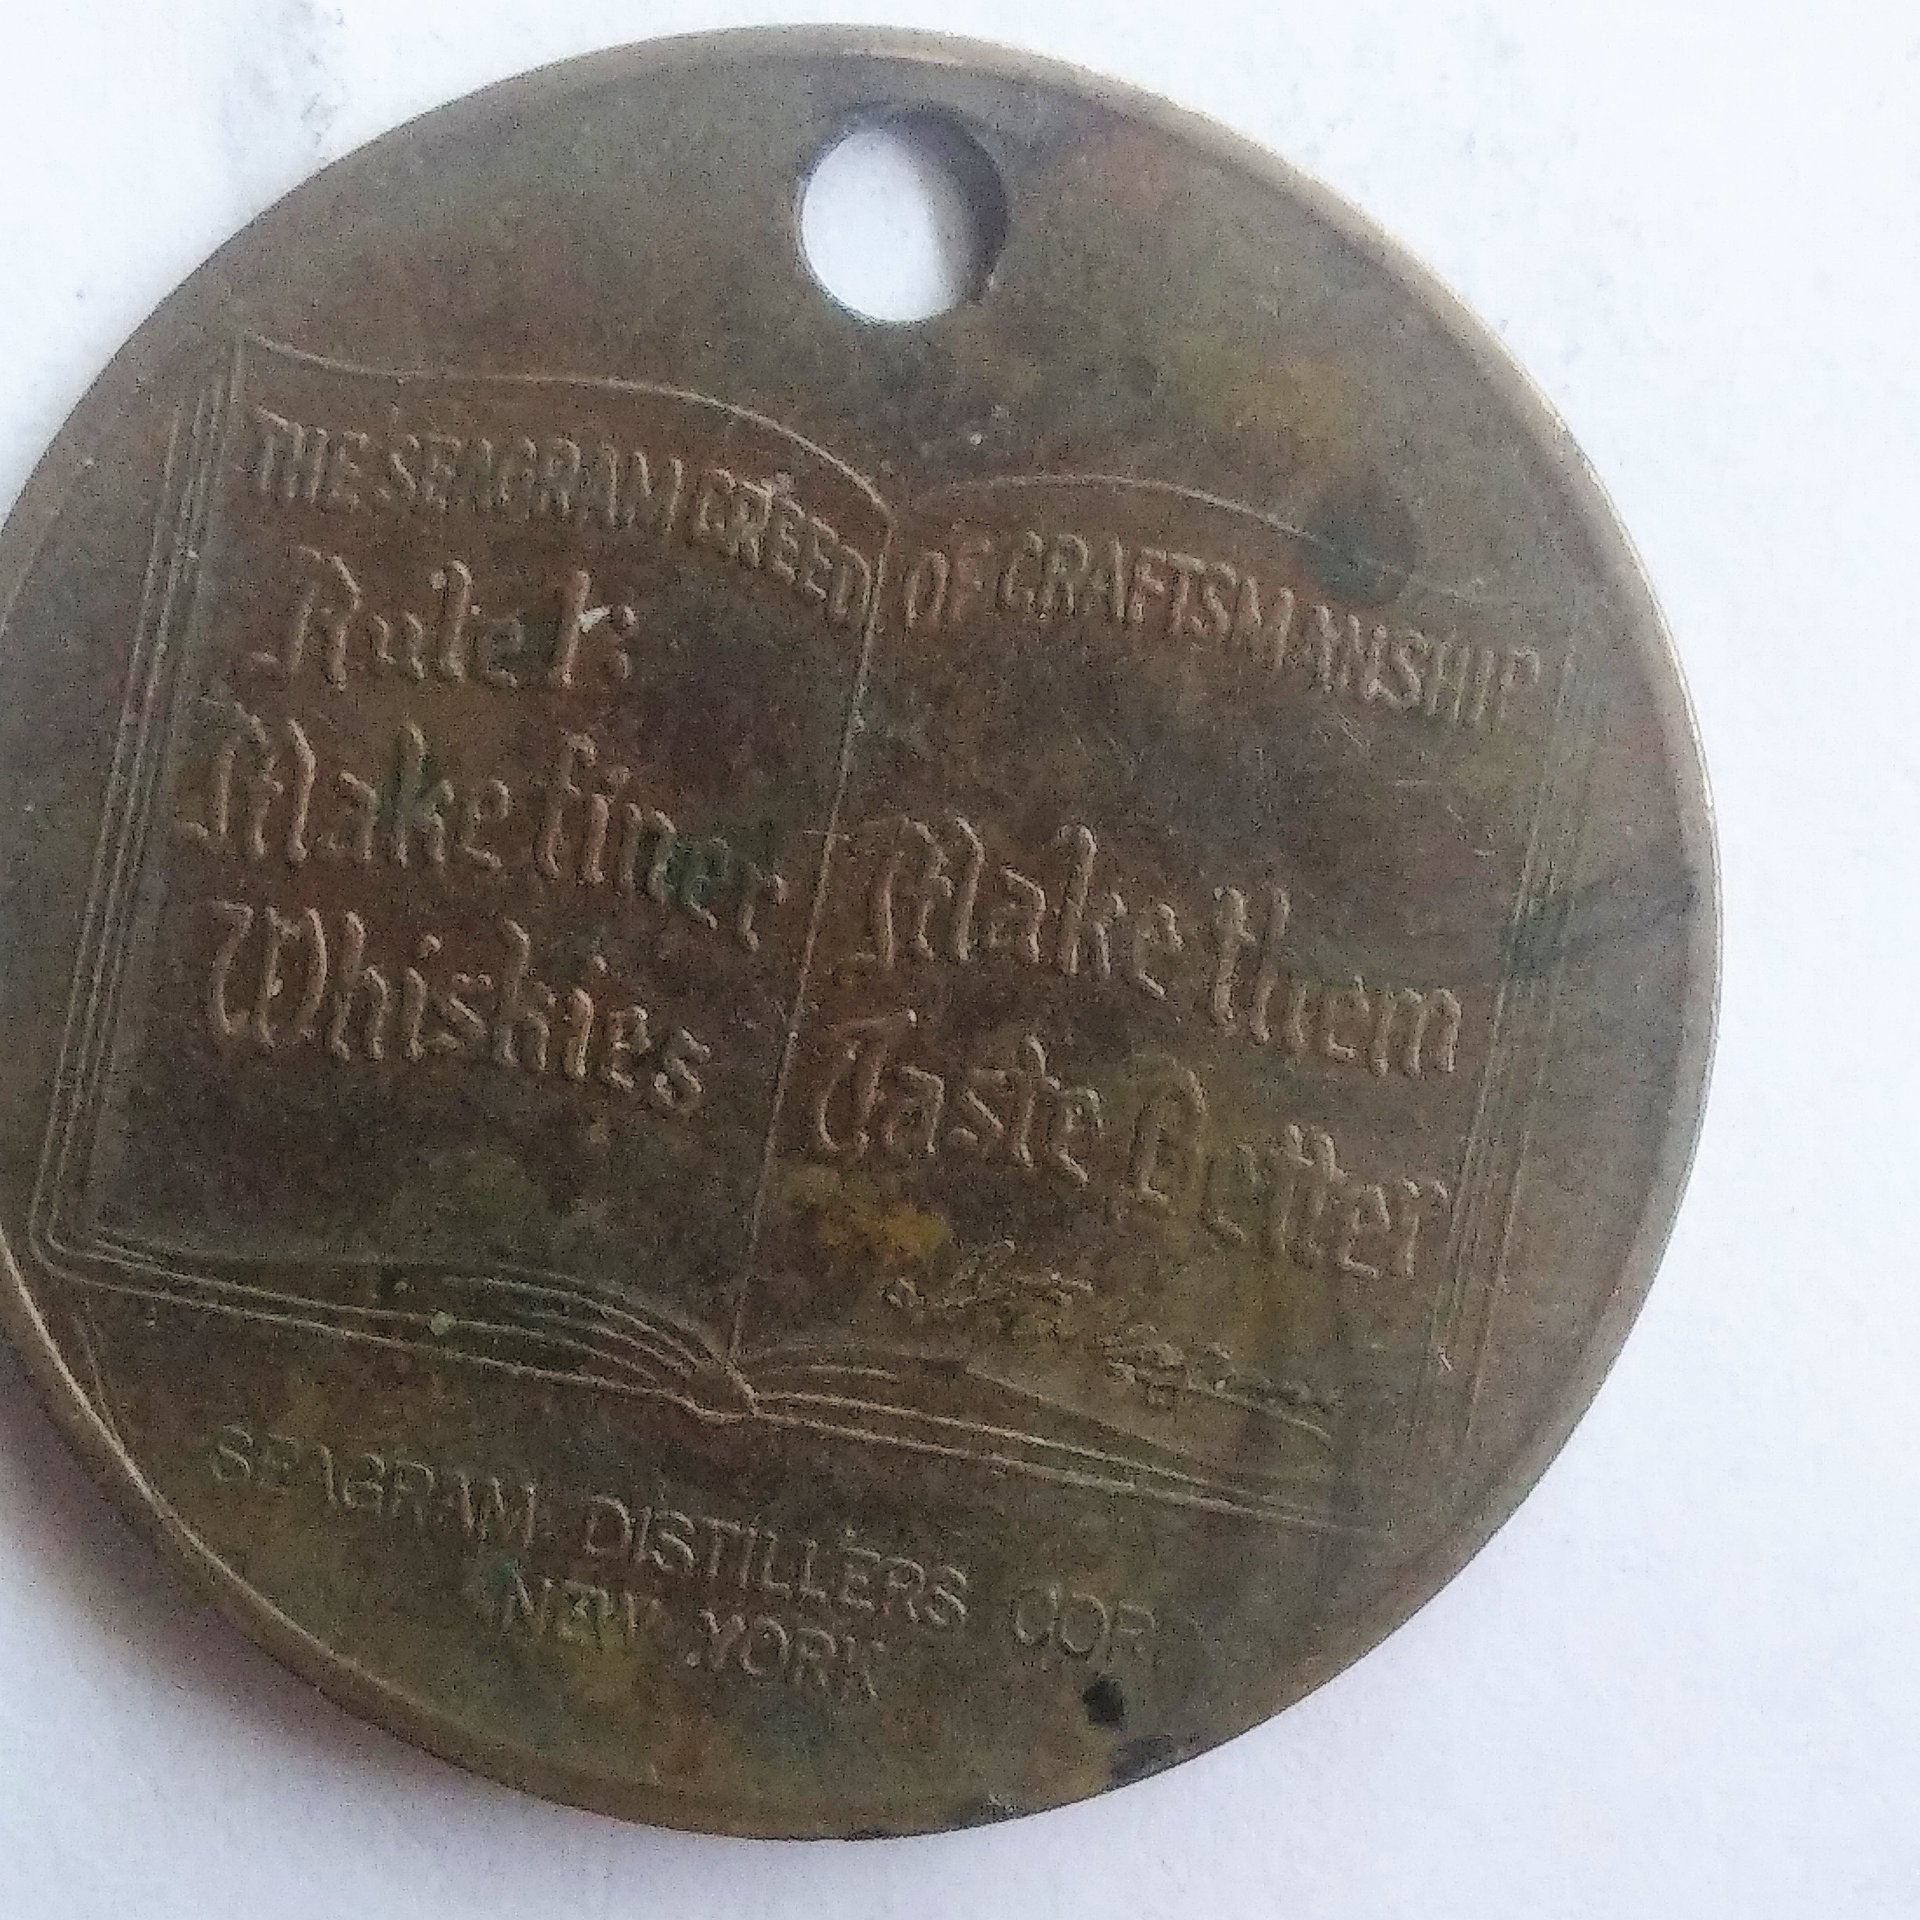 THE SEAGRAM CREED OF CRAFTSMANSHIP
Rule 1:
Make finer
Whiskies
Make them
Taste Better
SEAGRAM DISTILLERS COR
NEW YORK